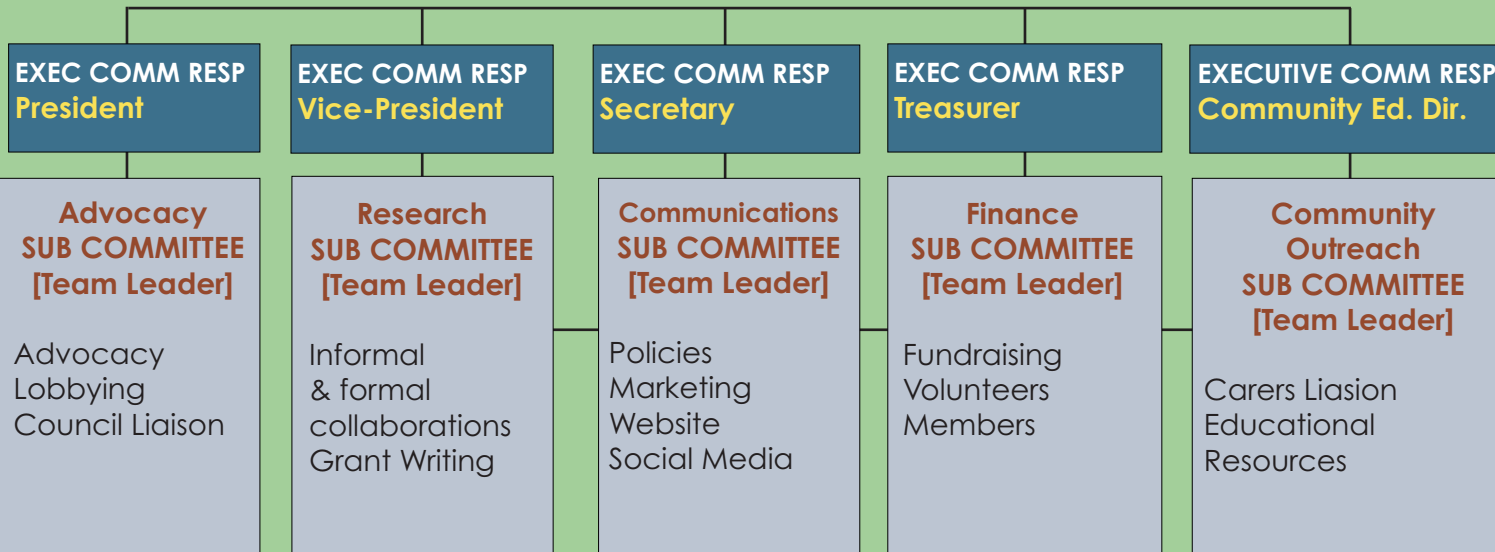 EXEC COMM RESP
President
EXEC COMM RESP
Vice-President
EXEC COMM RESP
Secretary
EXEC COMM RESP
Treasurer
EXECUTIVE COMM RESP
Community Ed. Dir.
Advocacy
SUB COMMITTEE
[Team Leader]
Advocacy
Lobbying
Council Liaison
Research
SUB COMMITTEE
[Team Leader]
Informal
& formal
collaborations
Grant Writing
Communications
SUB COMMITTEE
[Team Leader]
Policies
Marketing
Website
Social Media
Finance
SUB COMMITTEE
[Team Leader]
Fundraising
Volunteers
Members
Community
Outreach
SUB COMMITTEE
[Team Leader]
Carers Liasion
Educational
Resources